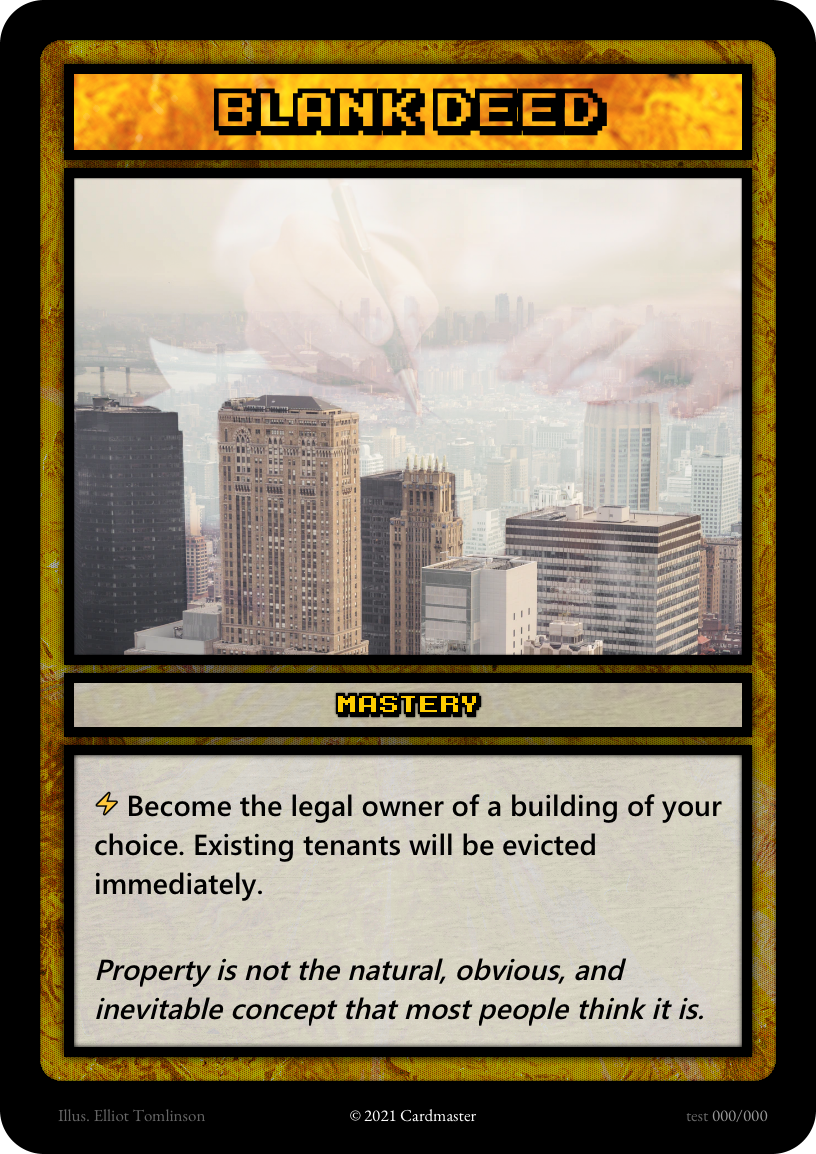 BLANK DEED
MASTERY
Become the legal owner of a building of your
choice. Existing tenants will be evicted
immediately.
Property is not the natural, obvious, and
inevitable concept that most people think it is.
Illus. Elliot Tomlinson
© 2021 Cardmaster
test 000/000